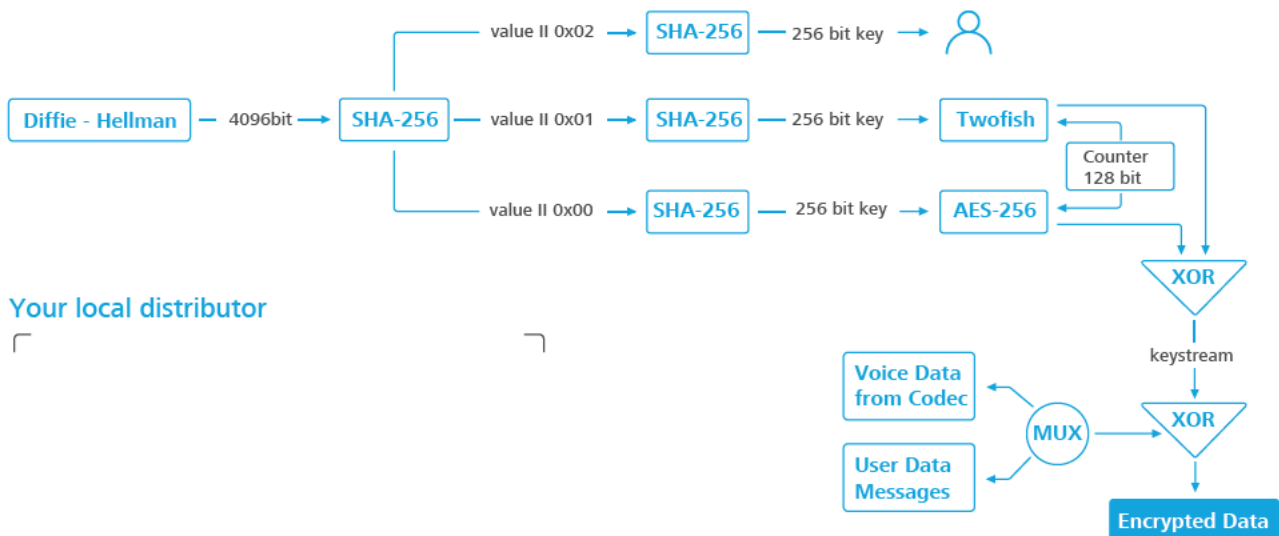 value II 0x02
SHA-256
256 bit key
Diffie - Hellman
4096bit
SHA-256
value II 0x01
SHA-256
256 bit key
Twofish
Counter
128 bit
value II 0x00
SHA-256
256 bit key
AES-256
XOR
Your local distributor
keystream
Voice Data
from Codec
MUX
XOR
User Data
Messages
Encrypted Data